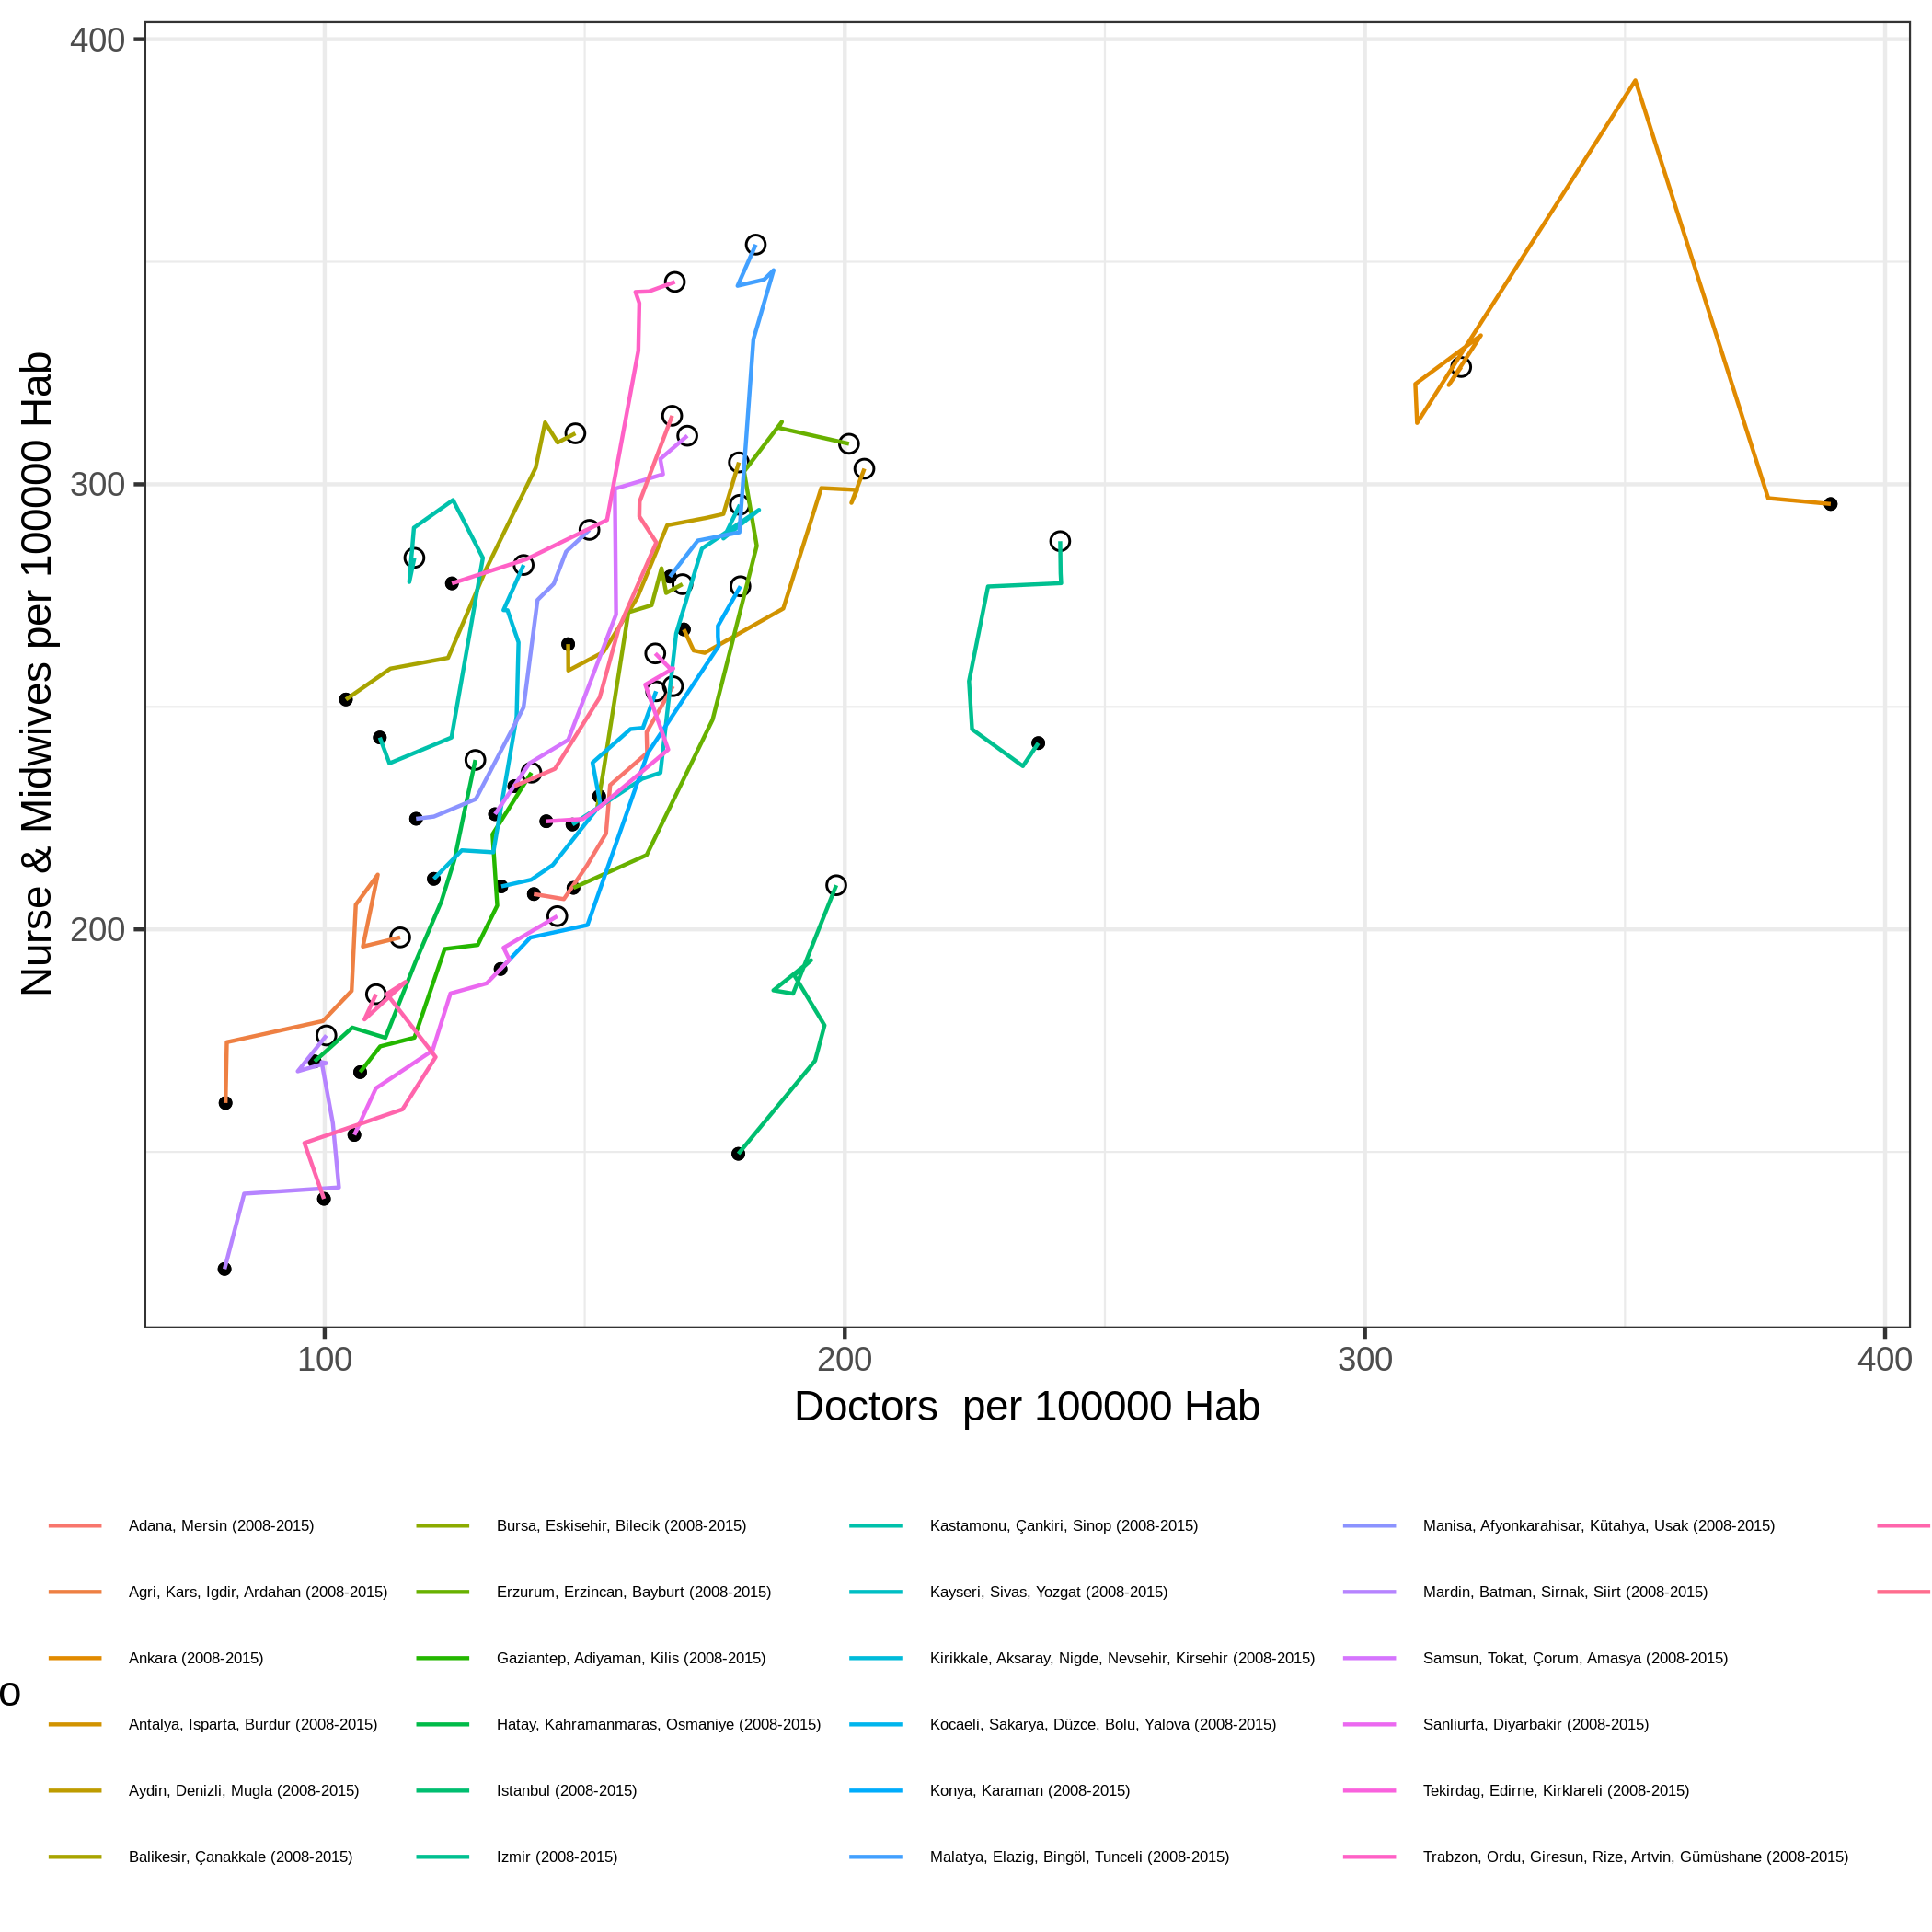 400
300
200
Nurse & Midwives per 100000 Hab
100 200 300 400
Doctors  per 100000 Hab
Adana, Mersin (2008-2015)
Agri, Kars, Igdir, Ardahan (2008-2015)
Ankara (2008-2015)
Antalya, Isparta, Burdur (2008-2015)
Aydin, Denizli, Mugla (2008-2015)
Balikesir, Çanakkale (2008-2015)
Bursa, Eskisehir, Bilecik (2008-2015)
Erzurum, Erzincan, Bayburt (2008-2015)
Gaziantep, Adiyaman, Kilis (2008-2015)
Hatay, Kahramanmaras, Osmaniye (2008-2015)
Istanbul (2008-2015)
Izmir (2008-2015)
Kastamonu, Çankiri, Sinop (2008-2015)
Kayseri, Sivas, Yozgat (2008-2015)
Kirikkale, Aksaray, Nigde, Nevsehir, Kirsehir (2008-2015)
Kocaeli, Sakarya, Düzce, Bolu, Yalova (2008-2015)
Konya, Karaman (2008-2015)
Malatya, Elazig, Bingöl, Tunceli (2008-2015)
Manisa, Afyonkarahisar, Kütahya, Usak (2008-2015)
Mardin, Batman, Sirnak, Siirt (2008-2015)
Samsun, Tokat, Çorum, Amasya (2008-2015)
Sanliurfa, Diyarbakir (2008-2015)
Tekirdag, Edirne, Kirklareli (2008-2015)
Trabzon, Ordu, Giresun, Rize, Artvin, Gümüshane (2008-2015)